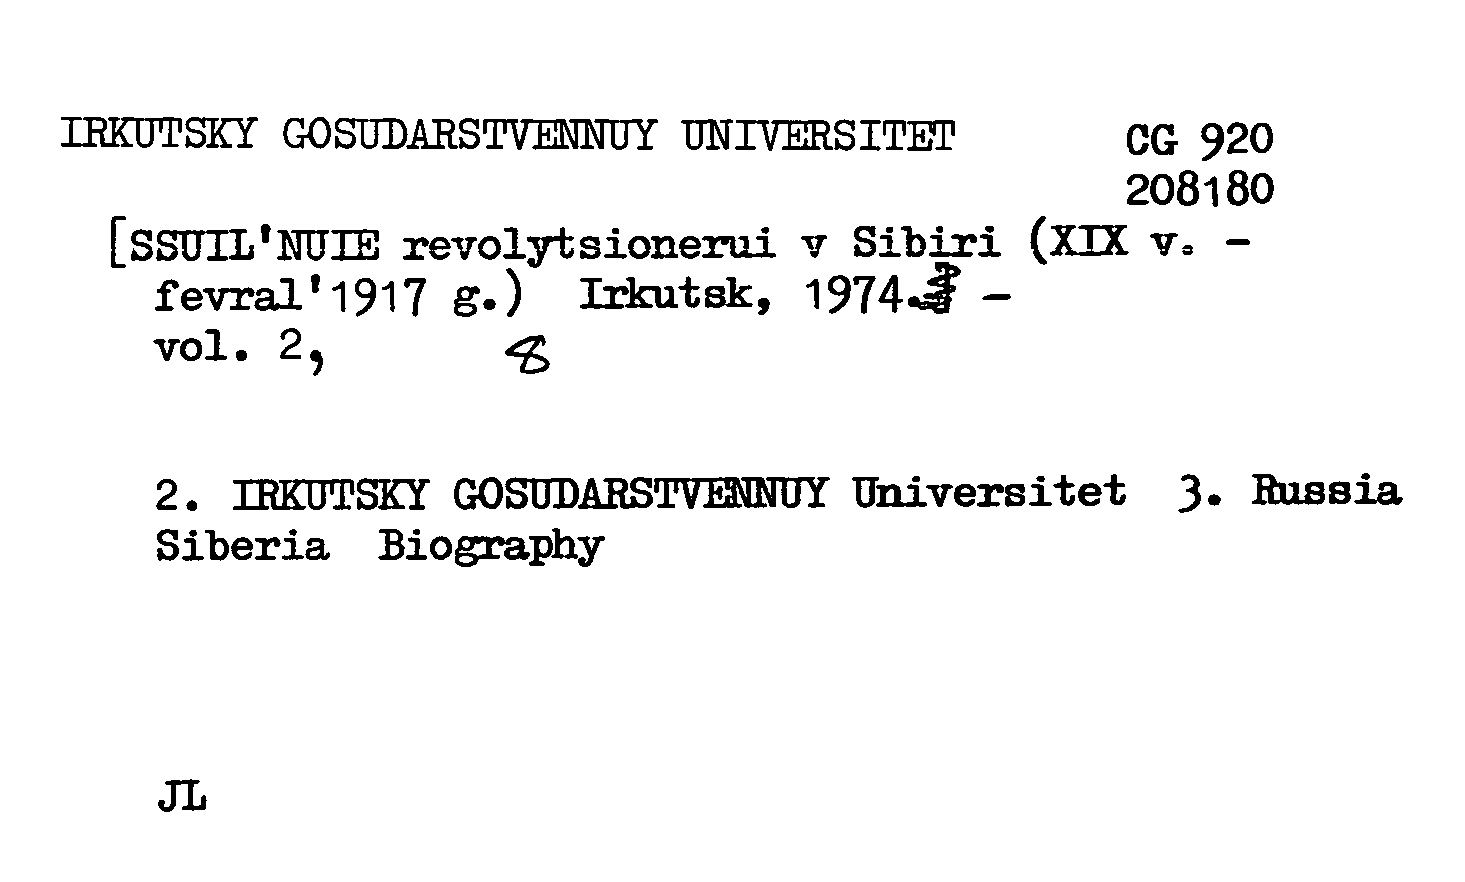 IRKUTSKY GOSUDARSTVENNUY UNIVERSITET CG 920
208180
[SSUIL'NUIE revolytsionerui v Sibiri (XIX v. -
fevral'1917 g.) Irkutsk, 1974. -
vol. 2, 8
2. IRKUTSKY GOSUDARSTVENNUY Universitet 3. Russia
Siberia Biography
JL